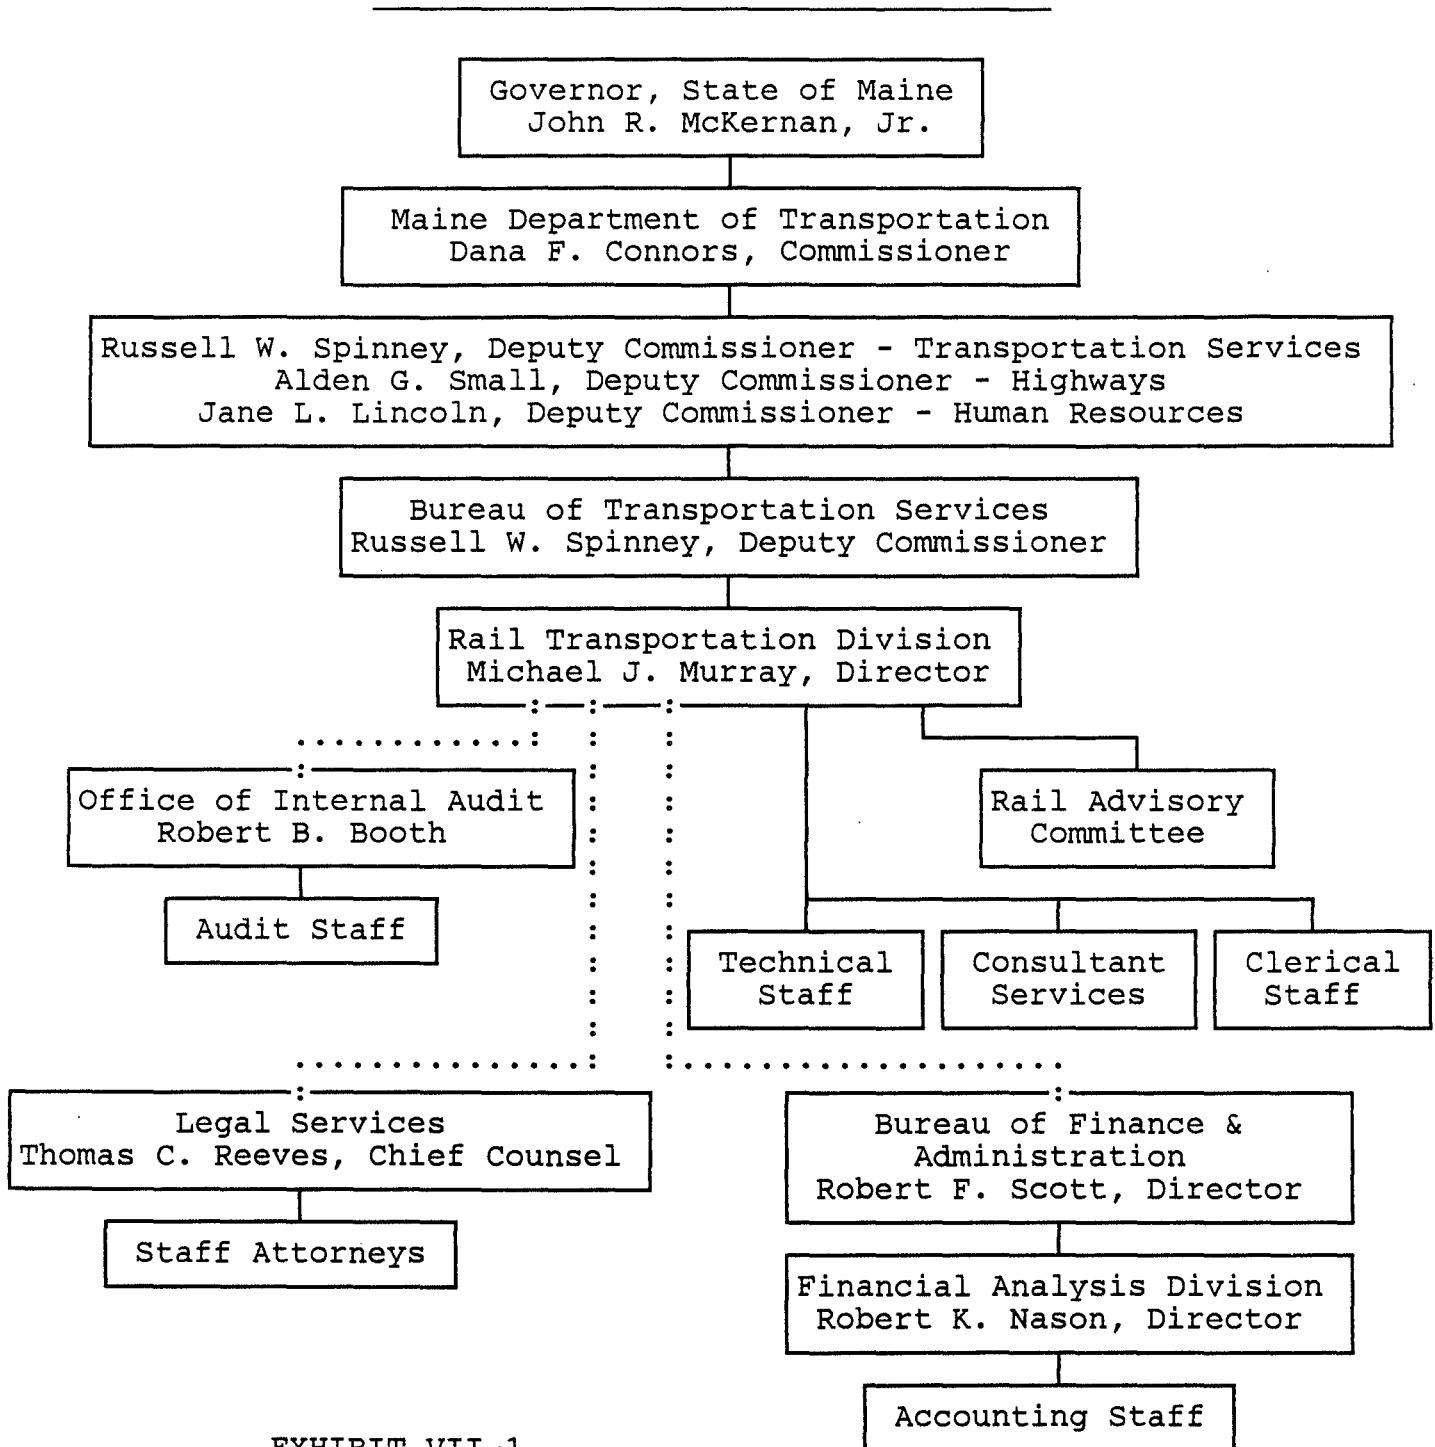 Governor, State of Maine
John R. McKernan, Jr.
Maine Department of Transportation
Dana F. Connors, Commissioner
Russell W. Spinney, Deputy Commissioner - Transportation Services
Alden G. Small, Deputy Commissioner - Highways
Jane L. Lincoln, Deputy Commissioner - Human Resources
Bureau of Transportation Services
Russell W. Spinney, Deputy Commissioner
Rail Transportation Division
Michael J. Murray, Director
Office of Internal Audit
Robert B. Booth
Rail Advisory
Committee
Audit Staff
Technical
Staff
Consultant
Services
Clerical
Staff
Legal Services
Thomas C. Reeves, Chief Counsel
Staff Attorneys
Bureau of Finance &
Administration
Robert F. Scott, Director
Financial Analysis Division
Robert K. Nason, Director
Accounting Staff
EXHIBIT VII-1